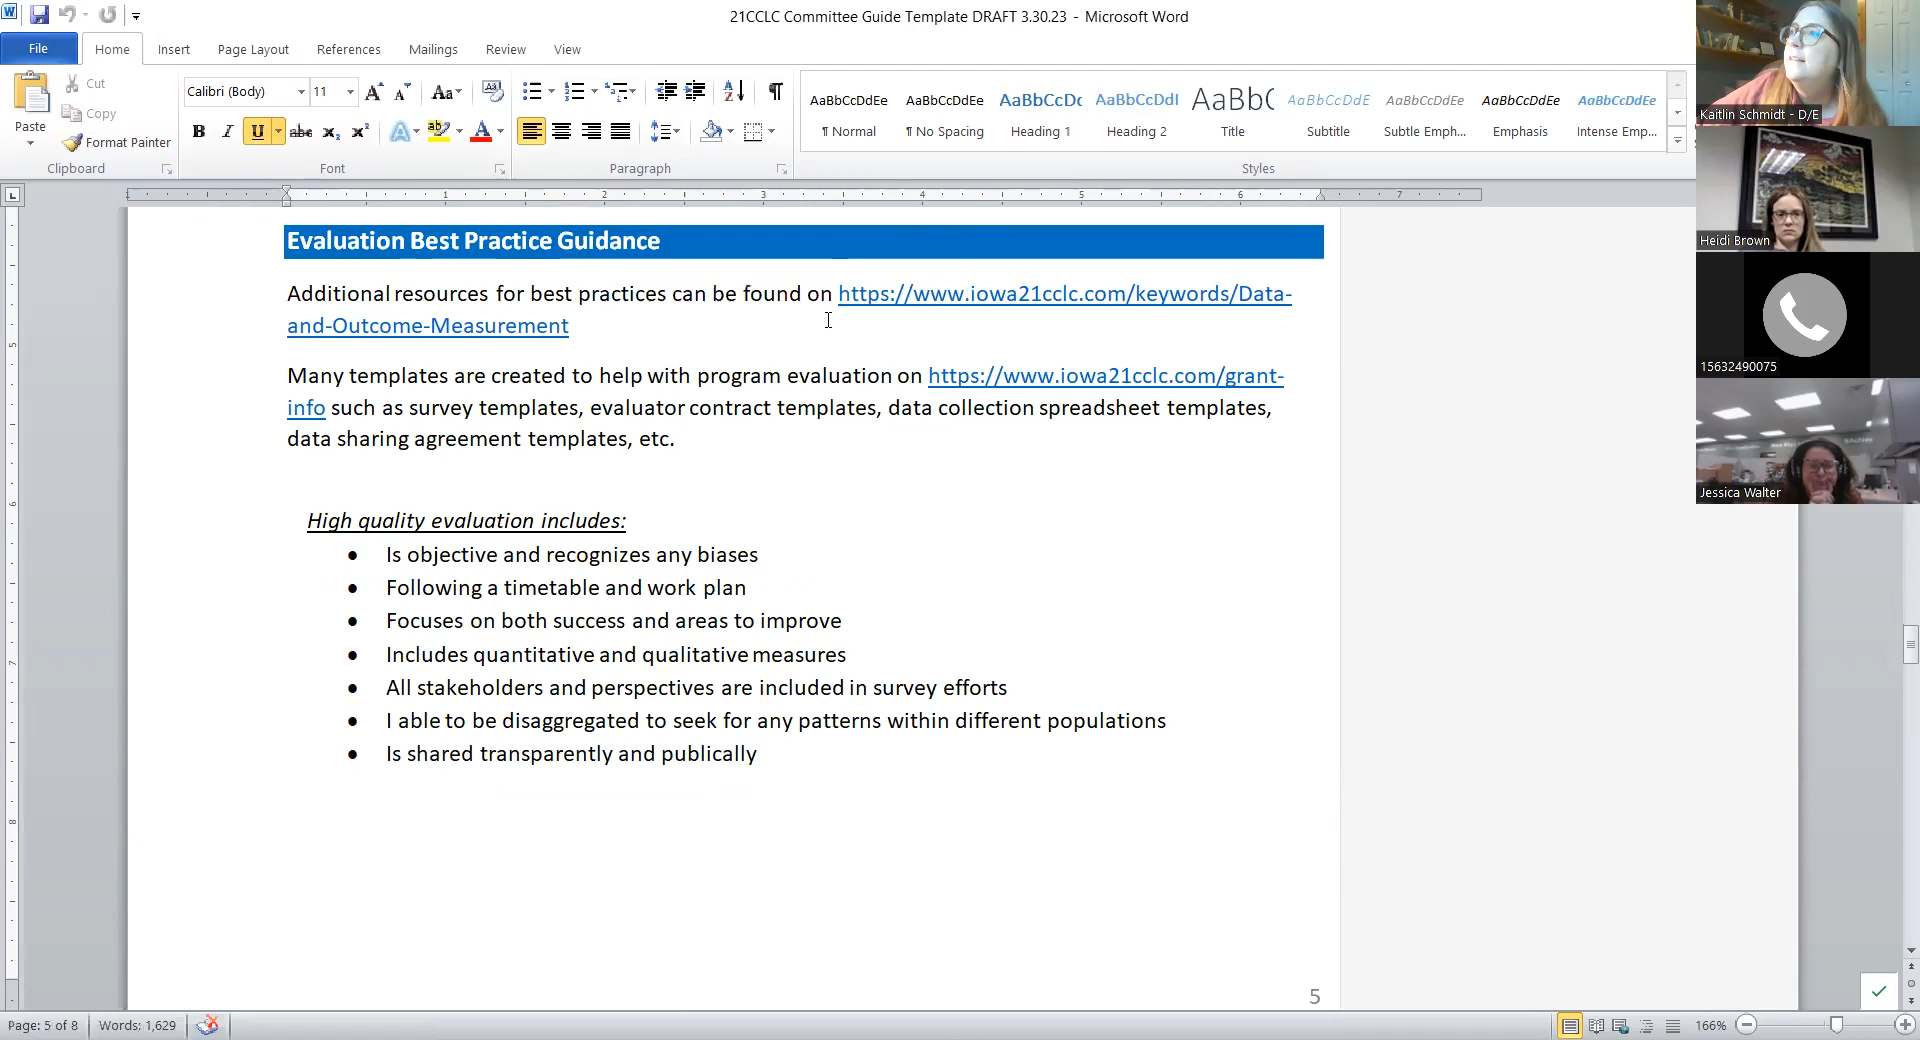 21CCLC Committee Guide Template DRAFT 3.30.23 - Microsoft Word
File Home Insert Page Layout References Mailings Review View
Cut
Copy
Format Painter
Paste
Clipboard
Calibri (Body) 11
Font
Paragraph
AaBbCcDdEe AaBbCcDdEe AaBbCcDc AaBbCcDdI AaBbC AaBbCcDdE AaBbCcDdEe AaBbCcDdEe AaBbCcDdEe
¶ Normal ¶ No Spacing Heading 1 Heading 2 Title Subtitle Subtle Emph... Emphasis Intense Emp...
Styles
Kaitlin Schmidt - D/E
Heidi Brown
15632490075
Jessica Walter
1 2 3 4 5 6 7
Evaluation Best Practice Guidance
Additional resources for best practices can be found on https://www.iowa21cclc.com/keywords/Data-
and-Outcome-Measurement
Many templates are created to help with program evaluation on https://www.iowa21cclc.com/grant-
info such as survey templates, evaluator contract templates, data collection spreadsheet templates,
data sharing agreement templates, etc.
High quality evaluation includes:
• Is objective and recognizes any biases
• Following a timetable and work plan
• Focuses on both success and areas to improve
• Includes quantitative and qualitative measures
• All stakeholders and perspectives are included in survey efforts
• I able to be disaggregated to seek for any patterns within different populations
• Is shared transparently and publically
5
Page: 5 of 8 Words: 1,629 166%